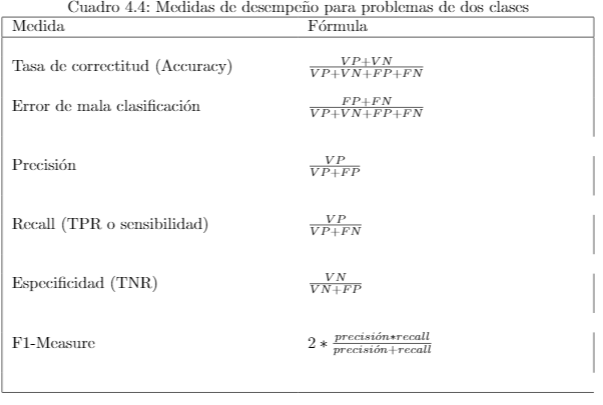 Cuadro 4.4: Medidas de desempeño para problemas de dos clases
Medida Fórmula
Tasa de correctitud (Accuracy) \frac{VP+VN}{VP+VN+FP+FN}
Error de mala clasificación \frac{FP+FN}{VP+VN+FP+FN}
Precisión \frac{VP}{VP+FP}
Recall (TPR o sensibilidad) \frac{VP}{VP+FN}
Especificidad (TNR) \frac{VN}{VN+FP}
F1-Measure 2 * \frac{precisión*recall}{precisión+recall}